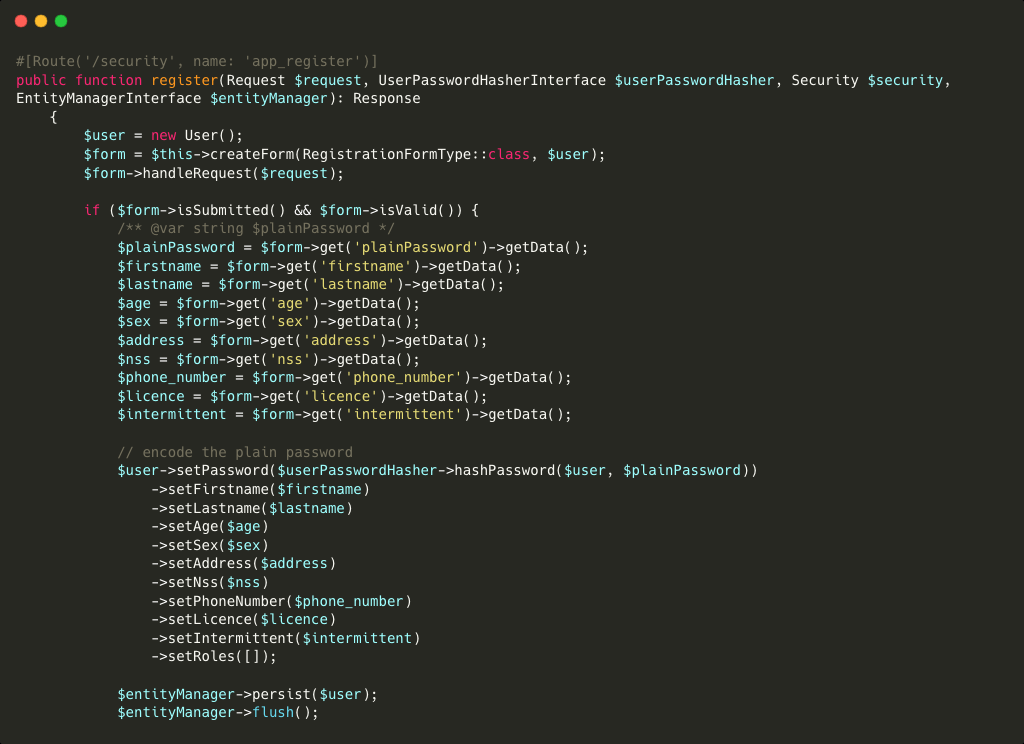 #[Route('/security', name: 'app_register')]
public function register(Request $request, UserPasswordHasherInterface $userPasswordHasher, Security $security,
EntityManagerInterface $entityManager): Response
    {
        $user = new User();
        $form = $this->createForm(RegistrationFormType::class, $user);
        $form->handleRequest($request);

        if ($form->isSubmitted() && $form->isValid()) {
            /** @var string $plainPassword */
            $plainPassword = $form->get('plainPassword')->getData();
            $firstname = $form->get('firstname')->getData();
            $lastname = $form->get('lastname')->getData();
            $age = $form->get('age')->getData();
            $sex = $form->get('sex')->getData();
            $address = $form->get('address')->getData();
            $nss = $form->get('nss')->getData();
            $phone_number = $form->get('phone_number')->getData();
            $licence = $form->get('licence')->getData();
            $intermittent = $form->get('intermittent')->getData();

            // encode the plain password
            $user->setPassword($userPasswordHasher->hashPassword($user, $plainPassword))
                ->setFirstname($firstname)
                ->setLastname($lastname)
                ->setAge($age)
                ->setSex($sex)
                ->setAddress($address)
                ->setNss($nss)
                ->setPhoneNumber($phone_number)
                ->setLicence($licence)
                ->setIntermittent($intermittent)
                ->setRoles([]);

            $entityManager->persist($user);
            $entityManager->flush();